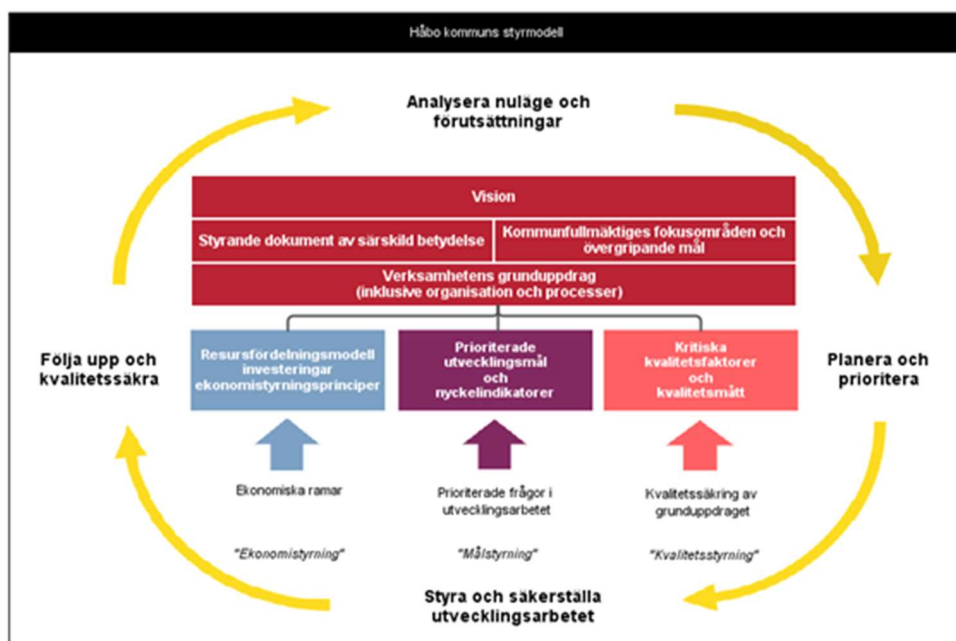 Håbo kommuns styrmodell
Analysera nuläge och
förutsättningar
Vision
Styrande dokument av särskild betydelse
Kommunfullmäktiges fokusområden och
övergripande mål
Verksamhetens grunduppdrag
(inklusive organisation och processer)
Följa upp och
kvalitetssäkra
Resursfördelningsmodell
investeringar
ekonomistyrningsprinciper
Prioriterade
utvecklingsmål
och
nyckelindikatorer
Kritiska
kvalitetsfaktorer
och
kvalitetsmått
Planera och
prioritera
Ekonomiska ramar
Prioriterade frågor i
utvecklingsarbetet
Kvalitetssäkring av
grunduppdraget
"Ekonomistyrning"
"Målstyrning"
"Kvalitetsstyrning"
Styra och säkerställa
utvecklingsarbetet